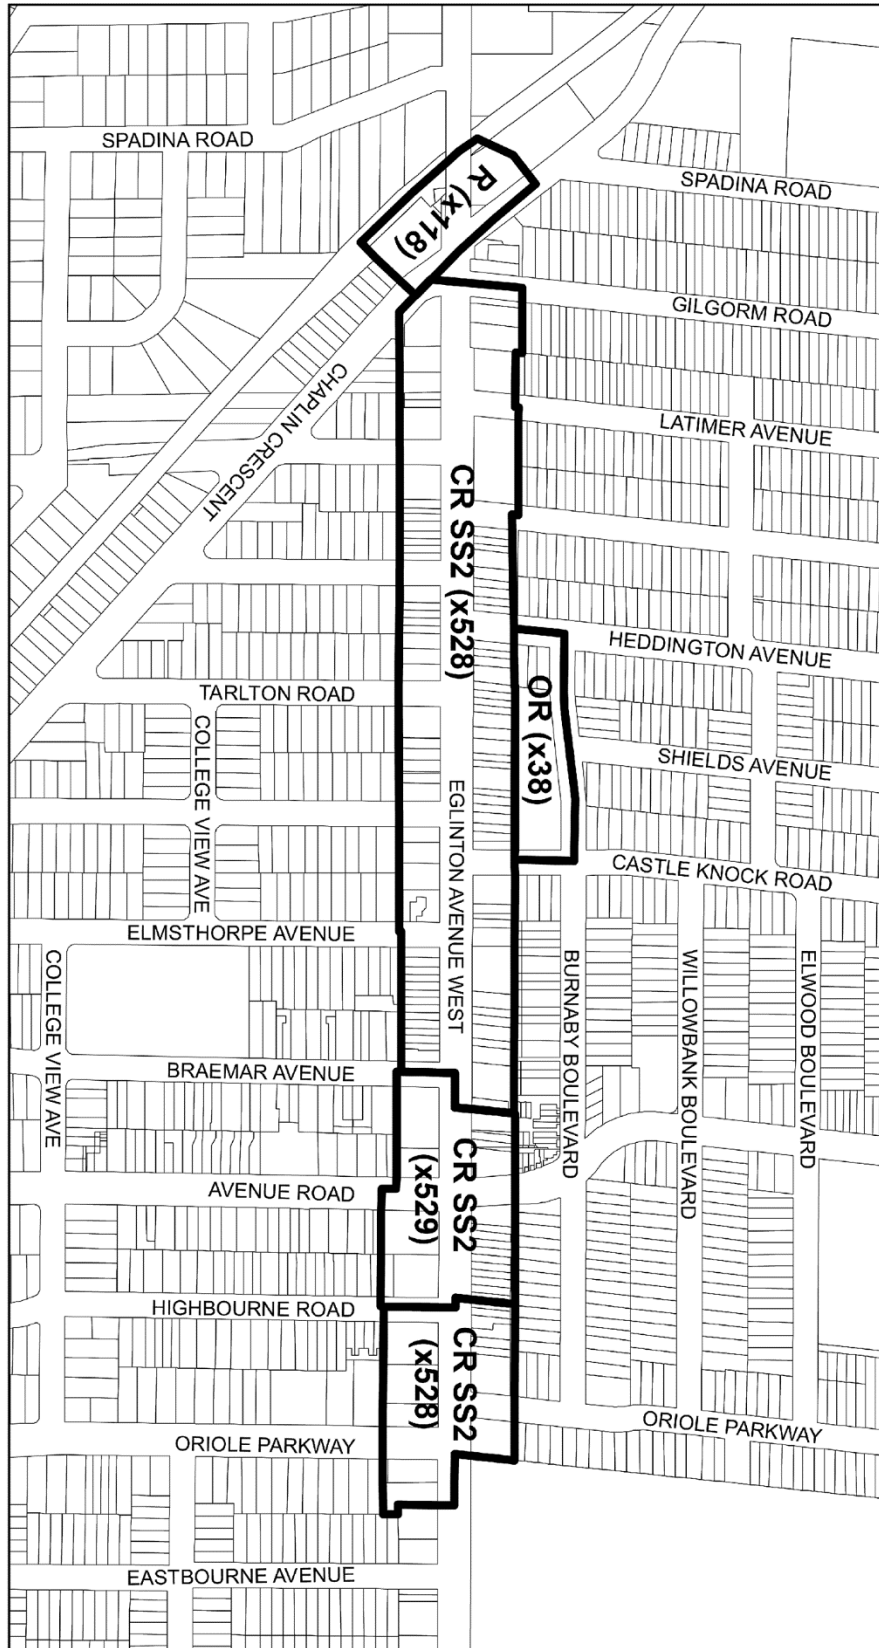 SPADINA ROAD
SPADINA ROAD
R (x118)
GILGORM ROAD
CHAPLIN CRESCENT
LATIMER AVENUE
CR SS2 (x528)
HEDDINGTON AVENUE
OR (x38)
TARLTON ROAD
COLLEGE VIEW AVE
SHIELDS AVENUE
EGLINTON AVENUE WEST
CASTLE KNOCK ROAD
ELMSTHORPE AVENUE
COLLEGE VIEW AVE
BURNABY BOULEVARD
WILLOWBANK BOULEVARD
ELWOOD BOULEVARD
BRAEMAR AVENUE
CR SS2
(x529)
AVENUE ROAD
HIGHBOURNE ROAD
CR SS2
(x528)
ORIOLE PARKWAY
ORIOLE PARKWAY
EASTBOURNE AVENUE